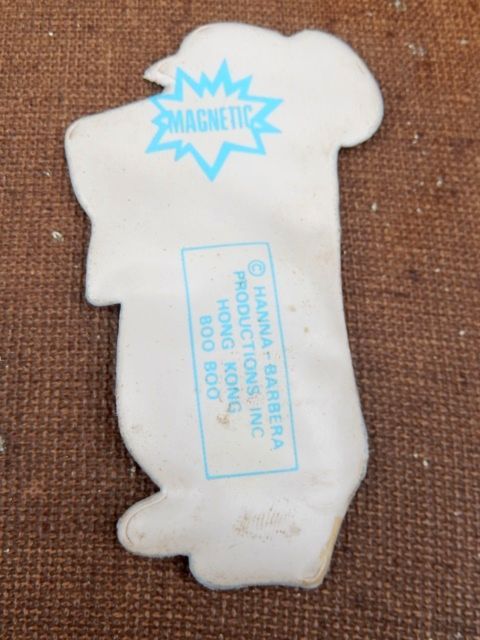 MAGNETIC
© HANNA-BARBERA
PRODUCTIONS, INC
HONG KONG
BOO BOO